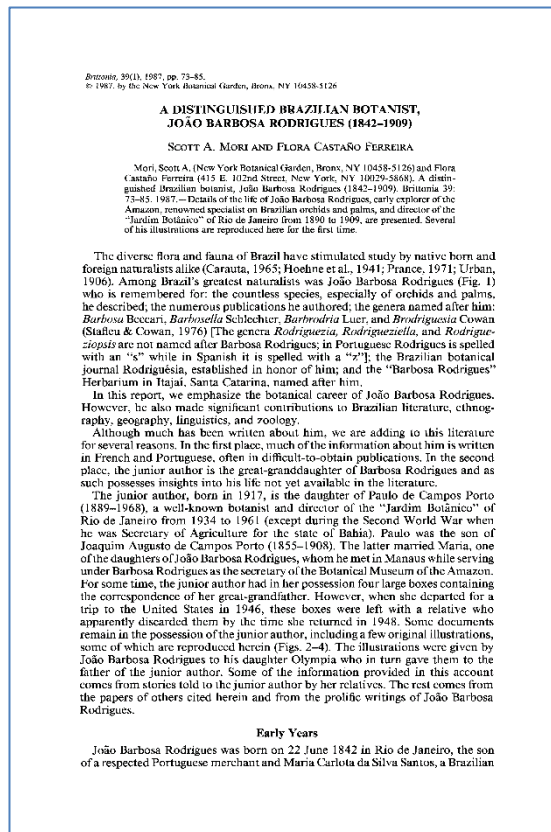 Brittonia, 39(1), 1987, pp. 73–85.
© 1987, by the New York Botanical Garden, Bronx, NY 10458-5126
A DISTINGUISHED BRAZILIAN BOTANIST,
JOÃO BARBOSA RODRIGUES (1842–1909)
SCOTT A. MORI AND FLORA CASTAÑO FERREIRA
Mori, Scott A. (New York Botanical Garden, Bronx, NY 10458-5126) and Flora
Castaño Ferreira (415 E. 102nd Street, New York, NY 10029-5868). A distin-
guished Brazilian botanist, João Barbosa Rodrigues (1842–1909). Brittonia 39:
73–85. 1987.—Details of the life of João Barbosa Rodrigues, early explorer of the
Amazon, renowned specialist on Brazilian orchids and palms, and director of the
"Jardim Botânico" of Rio de Janeiro from 1890 to 1909, are presented. Several
of his illustrations are reproduced here for the first time.
The diverse flora and fauna of Brazil have stimulated study by native born and
foreign naturalists alike (Carauta, 1965; Hoehne et al., 1941; Prance, 1971; Urban,
1906). Among Brazil's greatest naturalists was João Barbosa Rodrigues (Fig. 1)
who is remembered for: the countless species, especially of orchids and palms,
he described; the numerous publications he authored; the genera named after him:
Barbosa Beccari, Barbosella Schlechter, Barbrodria Luer, and Brodriguesia Cowan
(Stafleu & Cowan, 1976) [The genera Rodriguezia, Rodrigueziella, and Rodrigue-
ziopsis are not named after Barbosa Rodrigues; in Portuguese Rodrigues is spelled
with an "s" while in Spanish it is spelled with a "z"]; the Brazilian botanical
journal Rodriguésia, established in honor of him; and the "Barbosa Rodrigues"
Herbarium in Itajaí, Santa Catarina, named after him.
In this report, we emphasize the botanical career of João Barbosa Rodrigues.
However, he also made significant contributions to Brazilian literature, ethnog-
raphy, geography, linguistics, and zoology.
Although much has been written about him, we are adding to this literature
for several reasons. In the first place, much of the information about him is written
in French and Portuguese, often in difficult-to-obtain publications. In the second
place, the junior author is the great-granddaughter of Barbosa Rodrigues and as
such possesses insights into his life not yet available in the literature.
The junior author, born in 1917, is the daughter of Paulo de Campos Porto
(1889–1968), a well-known botanist and director of the "Jardim Botânico" of
Rio de Janeiro from 1934 to 1961 (except during the Second World War when
he was Secretary of Agriculture for the state of Bahia). Paulo was the son of
Joaquim Augusto de Campos Porto (1855–1908). The latter married Maria, one
of the daughters of João Barbosa Rodrigues, whom he met in Manaus while serving
under Barbosa Rodrigues as the secretary of the Botanical Museum of the Amazon.
For some time, the junior author had in her possession four large boxes containing
the correspondence of her great-grandfather. However, when she departed for a
trip to the United States in 1946, these boxes were left with a relative who
apparently discarded them by the time she returned in 1948. Some documents
remain in the possession of the junior author, including a few original illustrations,
some of which are reproduced herein (Figs. 2–4). The illustrations were given by
João Barbosa Rodrigues to his daughter Olympia who in turn gave them to the
father of the junior author. Some of the information provided in this account
comes from stories told to the junior author by her relatives. The rest comes from
the papers of others cited herein and from the prolific writings of João Barbosa
Rodrigues.
Early Years
João Barbosa Rodrigues was born on 22 June 1842 in Rio de Janeiro, the son
of a respected Portuguese merchant and Maria Carlota da Silva Santos, a Brazilian